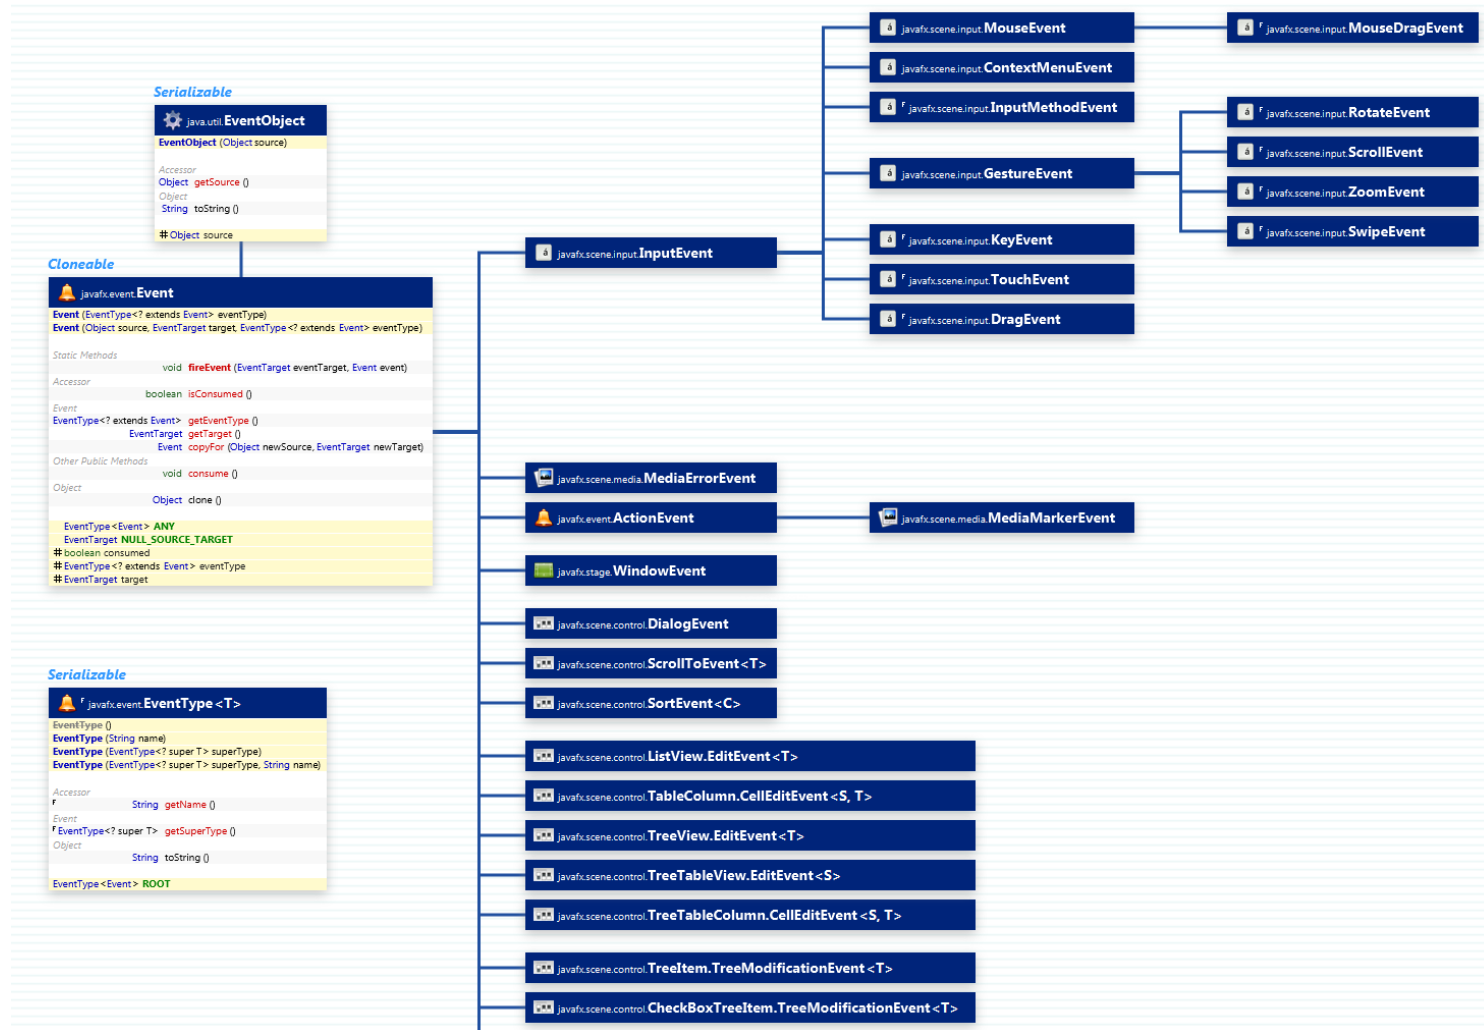 Serializable
java.util.EventObject
EventObject (Object source)
Accessor
Object getSource ()
Object
String toString ()
# Object source
Cloneable
javafx.event.Event
Event (EventType<? extends Event> eventType)
Event (Object source, EventTarget target, EventType<? extends Event> eventType)
Static Methods
void fireEvent (EventTarget eventTarget, Event event)
Accessor
boolean isConsumed ()
Event
EventType<? extends Event> getEventType ()
EventTarget getTarget ()
Event copyFor (Object newSource, EventTarget newTarget)
Other Public Methods
void consume ()
Object
Object clone ()
EventType<Event> ANY
EventTarget NULL_SOURCE_TARGET
# boolean consumed
# EventType<? extends Event> eventType
# EventTarget target
Serializable
F javafx.event.EventType<T>
EventType ()
EventType (String name)
EventType (EventType<? super T> superType)
EventType (EventType<? super T> superType, String name)
Accessor
F String getName ()
Event
F EventType<? super T> getSuperType ()
Object
String toString ()
EventType<Event> ROOT
javafx.scene.input.InputEvent
javafx.scene.media.MediaErrorEvent
javafx.event.ActionEvent
javafx.stage.WindowEvent
javafx.scene.control.DialogEvent
javafx.scene.control.ScrollToEvent<T>
javafx.scene.control.SortEvent<C>
javafx.scene.control.ListView.EditEvent<T>
javafx.scene.control.TableColumn.CellEditEvent<S, T>
javafx.scene.control.TreeView.EditEvent<T>
javafx.scene.control.TreeTableView.EditEvent<S>
javafx.scene.control.TreeTableColumn.CellEditEvent<S, T>
javafx.scene.control.TreeItem.TreeModificationEvent<T>
javafx.scene.control.CheckBoxTreeItem.TreeModificationEvent<T>
á javafx.scene.input.MouseEvent
á javafx.scene.input.ContextMenuEvent
á F javafx.scene.input.InputMethodEvent
á javafx.scene.input.GestureEvent
á F javafx.scene.input.KeyEvent
á F javafx.scene.input.TouchEvent
á F javafx.scene.input.DragEvent
javafx.scene.media.MediaMarkerEvent
á F javafx.scene.input.MouseDragEvent
á F javafx.scene.input.RotateEvent
á F javafx.scene.input.ScrollEvent
á F javafx.scene.input.ZoomEvent
á F javafx.scene.input.SwipeEvent